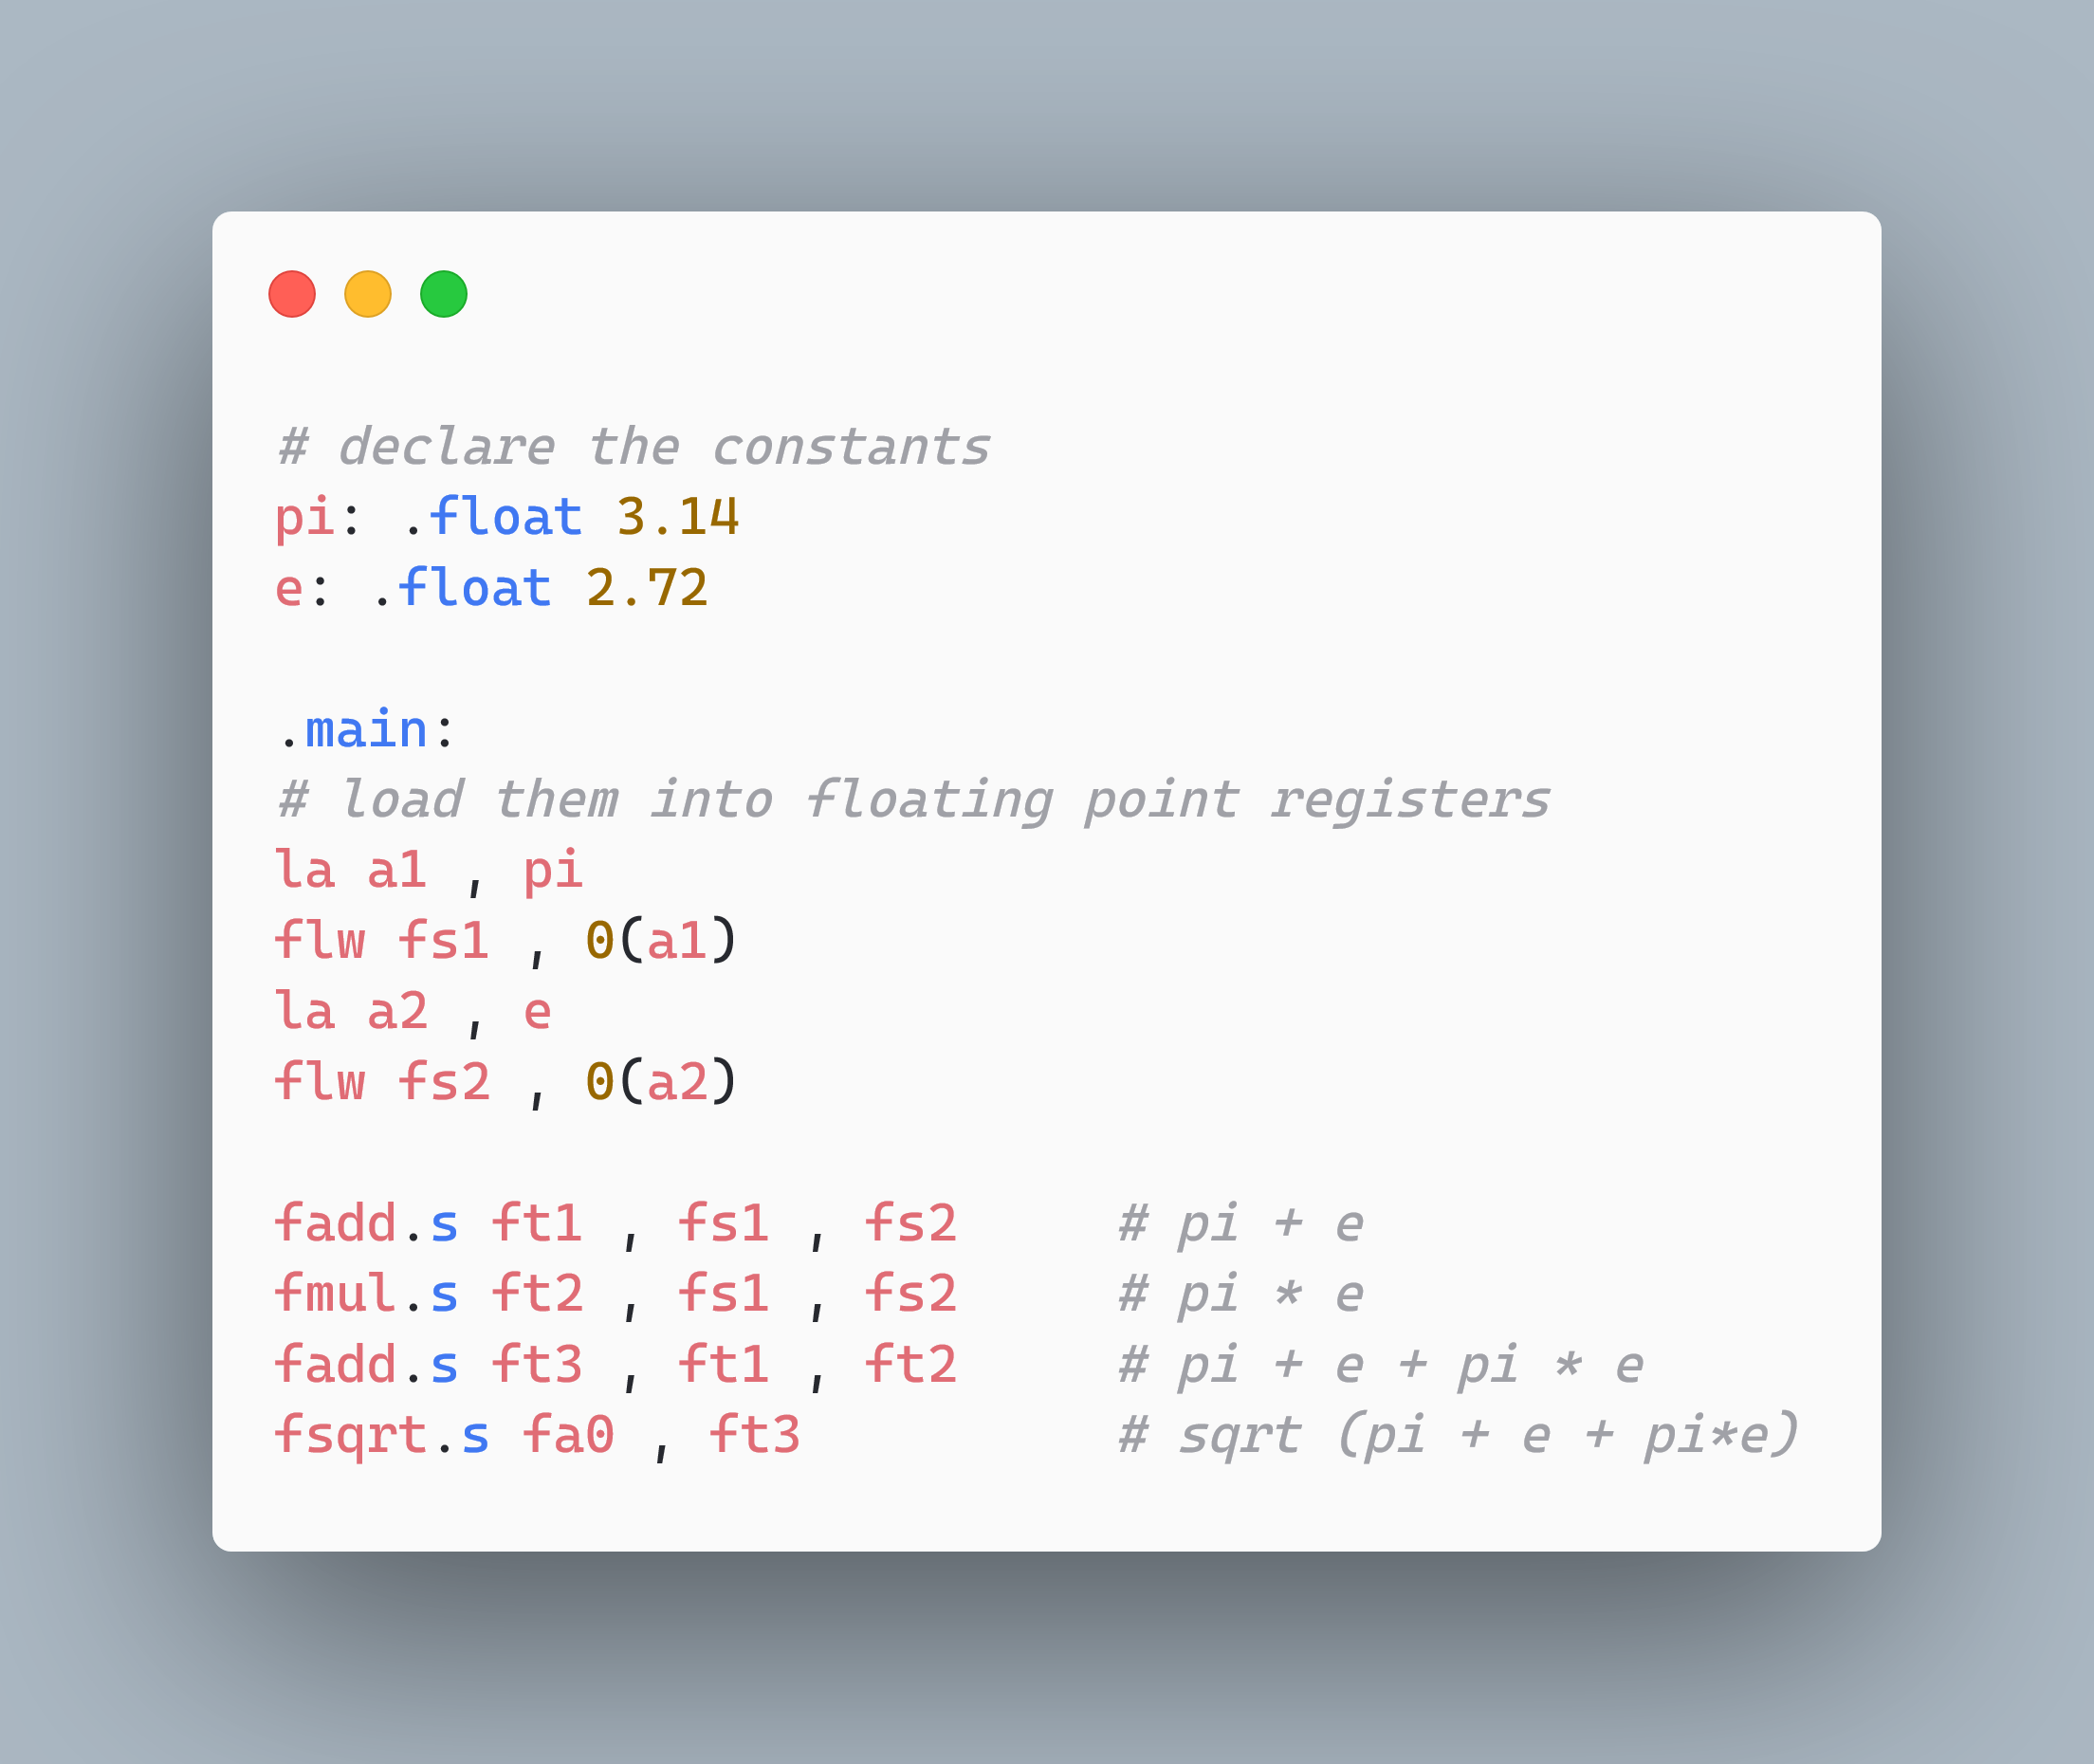 # declare the constants
pi: .float 3.14
e: .float 2.72
.main:
# load them into floating point registers
la a1 , pi
flw fs1 , 0(a1)
la a2 , e
flw fs2 , 0(a2)
fadd.s ft1 , fs1 , fs2     # pi + e
fmul.s ft2 , fs1 , fs2     # pi * e
fadd.s ft3 , ft1 , ft2     # pi + e + pi * e
fsqrt.s fa0 , ft3          # sqrt (pi + e + pi*e)